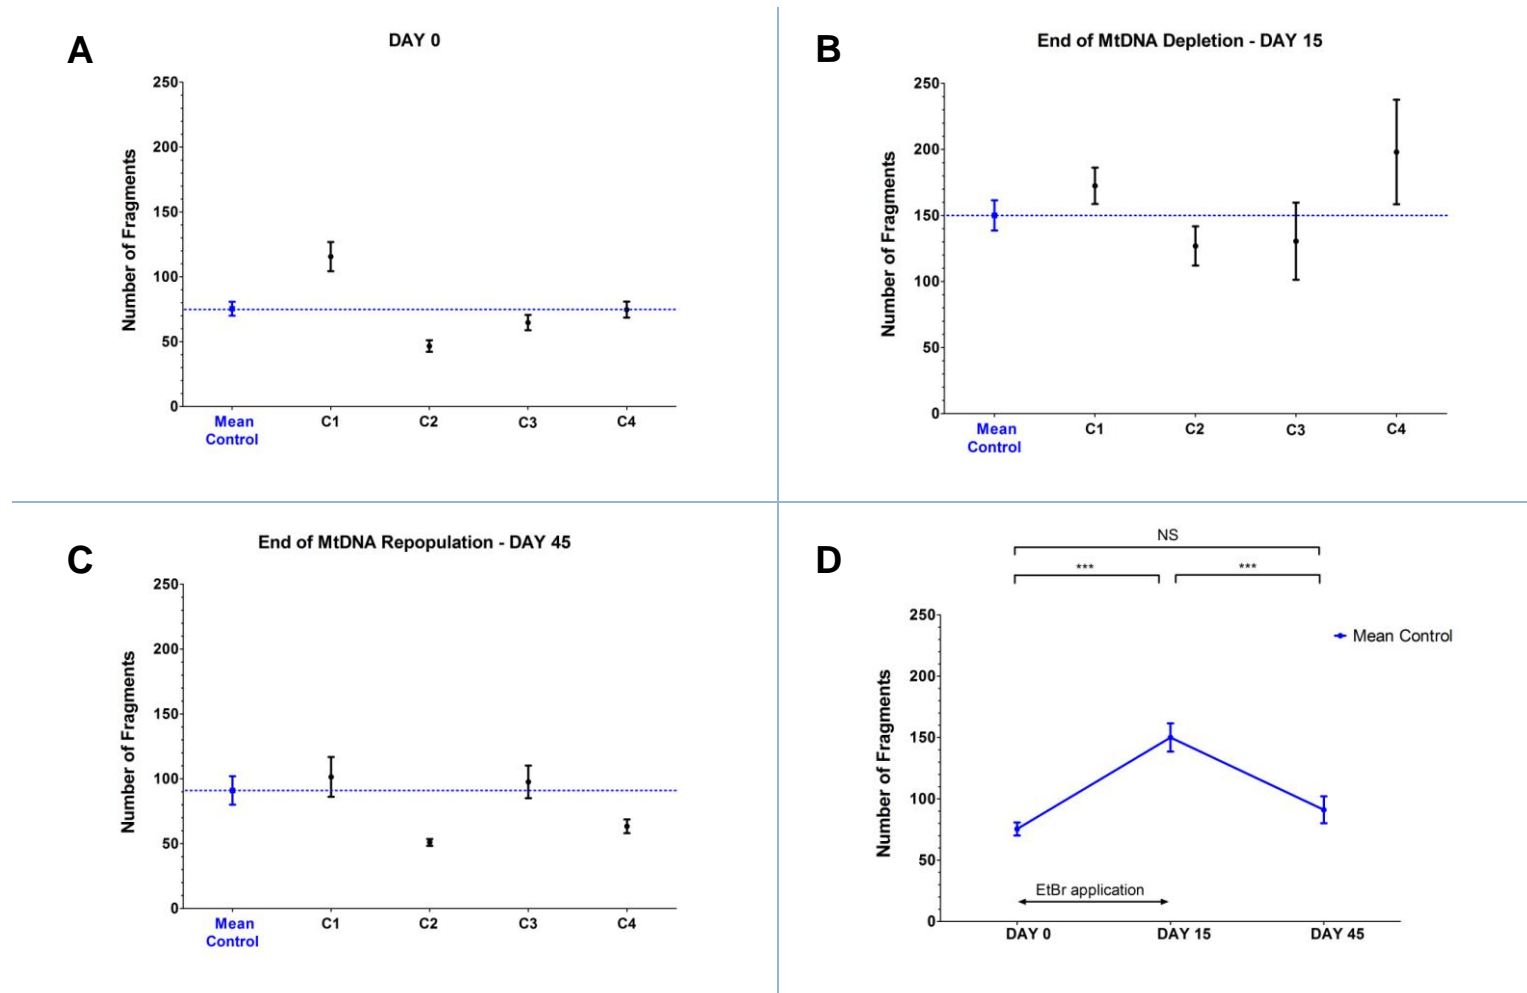 A
DAY 0
Number of Fragments
250
200
150
100
50
0
Mean
Control
C1
C2
C3
C4
B
End of MtDNA Depletion - DAY 15
Number of Fragments
250
200
150
100
50
0
Mean
Control
C1
C2
C3
C4
C
End of MtDNA Repopulation - DAY 45
Number of Fragments
250
200
150
100
50
0
Mean
Control
C1
C2
C3
C4
D
NS
***
***
Number of Fragments
250
200
150
100
50
0
Mean Control
EtBr application
DAY 0
DAY 15
DAY 45